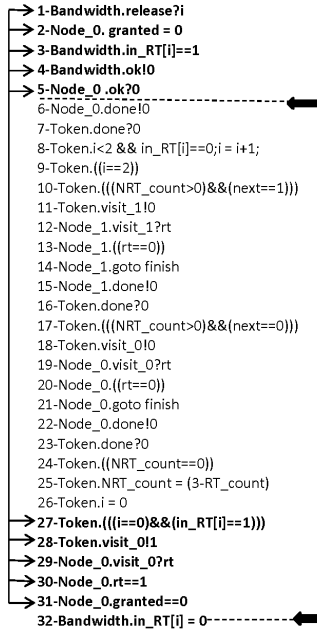 1-Bandwidth.release?i
2-Node_0. granted = 0
3-Bandwidth.in_RT[i]==1
4-Bandwidth.ok!0
5-Node_0 .ok?0
6-Node_0.done!0
7-Token.done?0
8-Token.i<2 && in_RT[i]==0;i = i+1;
9-Token.((i==2))
10-Token.(((NRT_count>0)&&(next==1)))
11-Token.visit_1!0
12-Node_1.visit_1?rt
13-Node_1.((rt==0))
14-Node_1.goto finish
15-Node_1.done!0
16-Token.done?0
17-Token.(((NRT_count>0)&&(next==0)))
18-Token.visit_0!0
19-Node_0.visit_0?rt
20-Node_0.((rt==0))
21-Node_0.goto finish
22-Node_0.done!0
23-Token.done?0
24-Token.((NRT_count==0))
25-Token.NRT_count = (3-RT_count)
26-Token.i = 0
27-Token.(((i==0)&&(in_RT[i]==1)))
28-Token.visit_0!1
29-Node_0.visit_0?rt
30-Node_0.rt==1
31-Node_0.granted==0
32-Bandwidth.in_RT[i] = 0